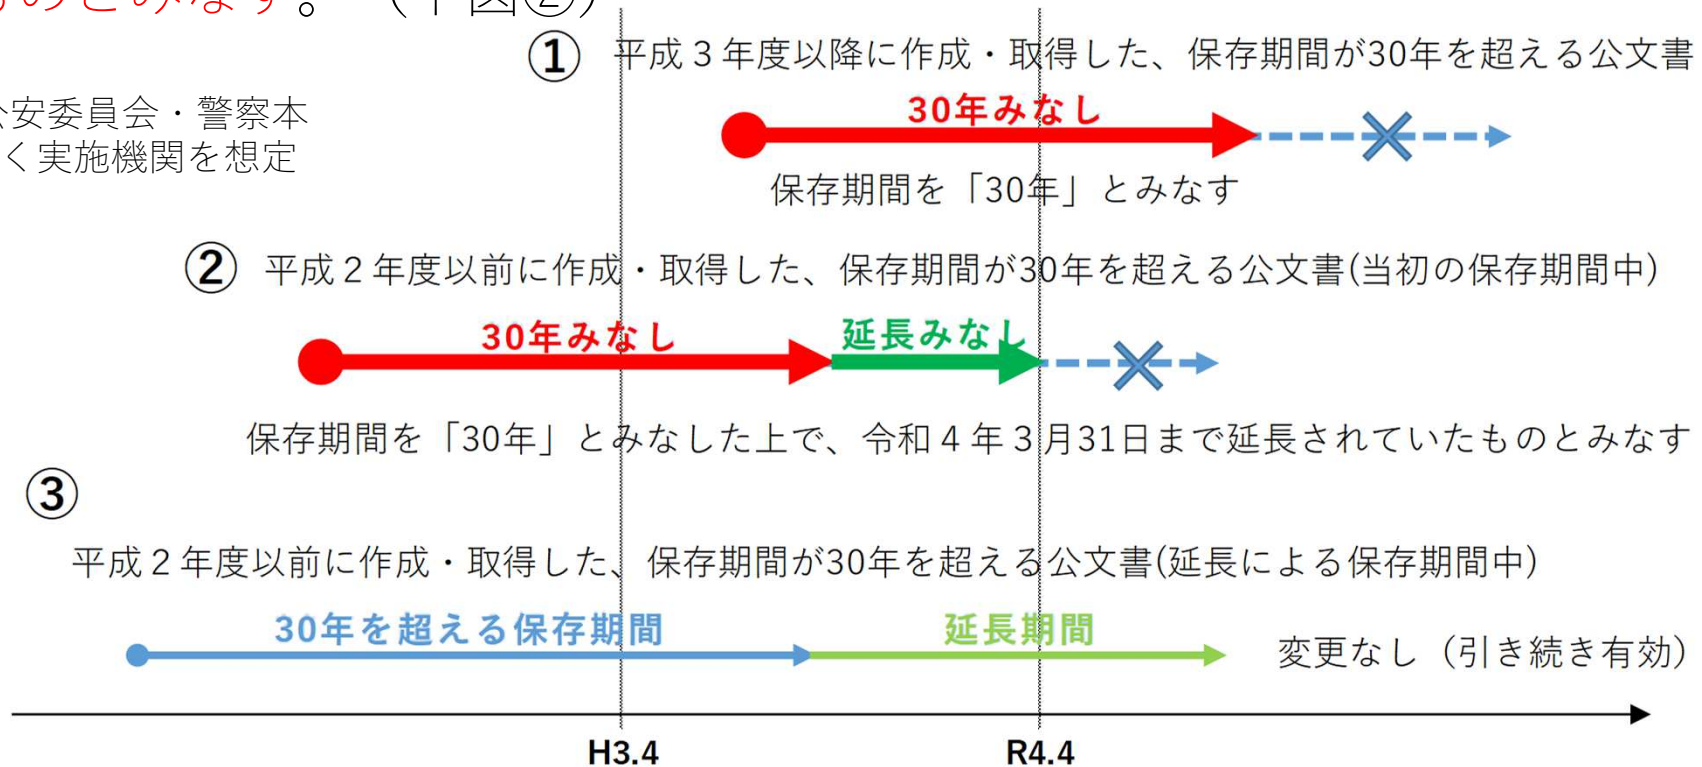 のとみなす。（下図②）
公安委員会・警察本
く実施機関を想定
① 平成３年度以降に作成・取得した、保存期間が30年を超える公文書
30年みなし
保存期間を「30年」とみなす
② 平成２年度以前に作成・取得した、保存期間が30年を超える公文書(当初の保存期間中)
30年みなし 延長みなし
保存期間を「30年」とみなした上で、令和４年３月31日まで延長されていたものとみなす
③
平成２年度以前に作成・取得した、保存期間が30年を超える公文書(延長による保存期間中)
30年を超える保存期間 延長期間 変更なし（引き続き有効）
H3.4 R4.4